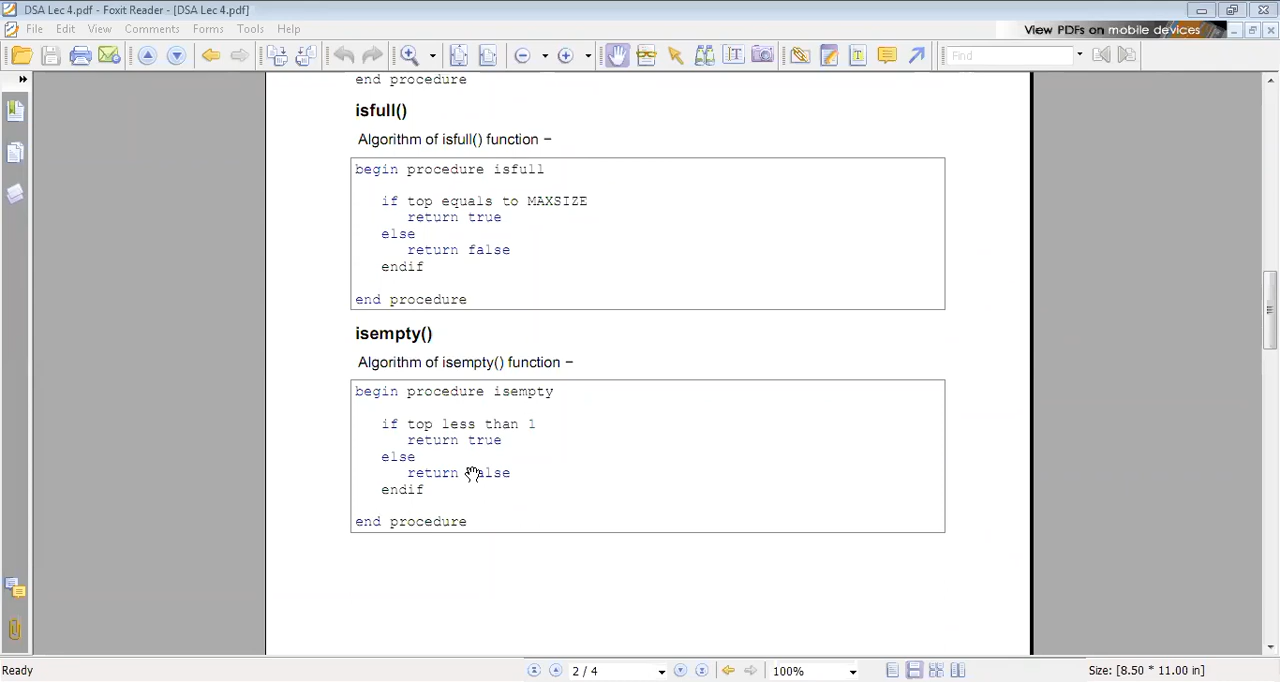 DSA Lec 4.pdf - Foxit Reader - [DSA Lec 4.pdf]
File Edit View Comments Forms Tools Help
View PDFs on mobile devices
Find
end procedure
isfull()
Algorithm of isfull() function −
begin procedure isfull
if top equals to MAXSIZE
return true
else
return false
endif
end procedure
isempty()
Algorithm of isempty() function −
begin procedure isempty
if top less than 1
return true
else
return false
endif
end procedure
Ready
2 / 4
100%
Size: [8.50 * 11.00 in]